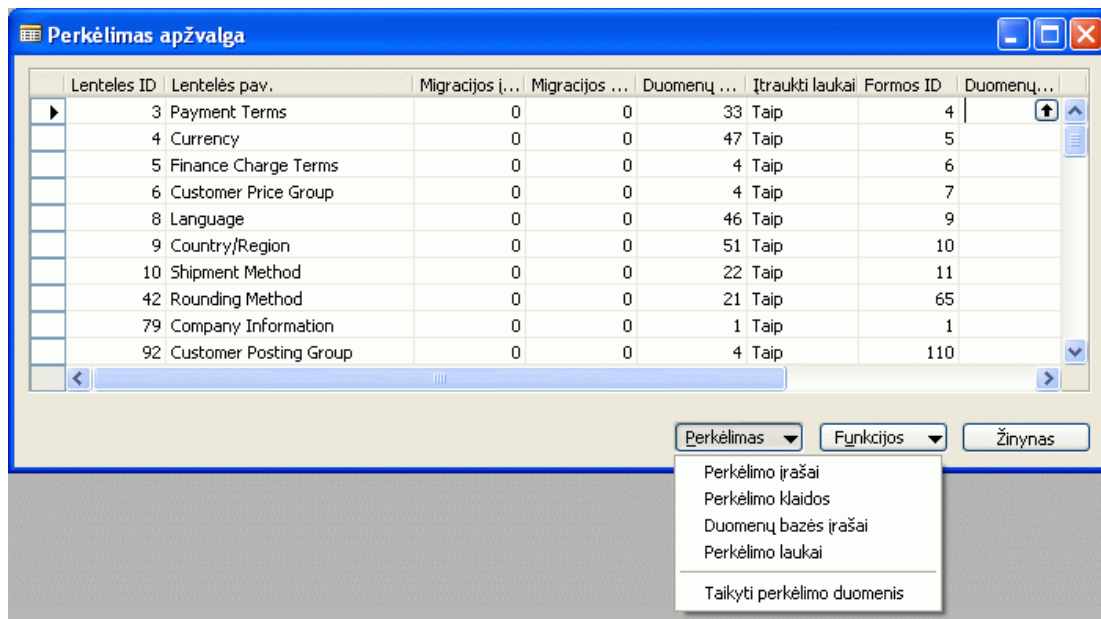 Perkėlimas apžvalga
Lenteles ID Lentelės pav. Migracijos į... Migracijos ... Duomenų ... Įtraukti laukai Formos ID Duomenų...
3 Payment Terms 0 0 33 Taip 4
4 Currency 0 0 47 Taip 5
5 Finance Charge Terms 0 0 4 Taip 6
6 Customer Price Group 0 0 4 Taip 7
8 Language 0 0 46 Taip 9
9 Country/Region 0 0 51 Taip 10
10 Shipment Method 0 0 22 Taip 11
42 Rounding Method 0 0 21 Taip 65
79 Company Information 0 0 1 Taip 1
92 Customer Posting Group 0 0 4 Taip 110
Perkėlimas Funkcijos Žinynas
Perkėlimo įrašai
Perkėlimo klaidos
Duomenų bazės įrašai
Perkėlimo laukai
Taikyti perkėlimo duomenis